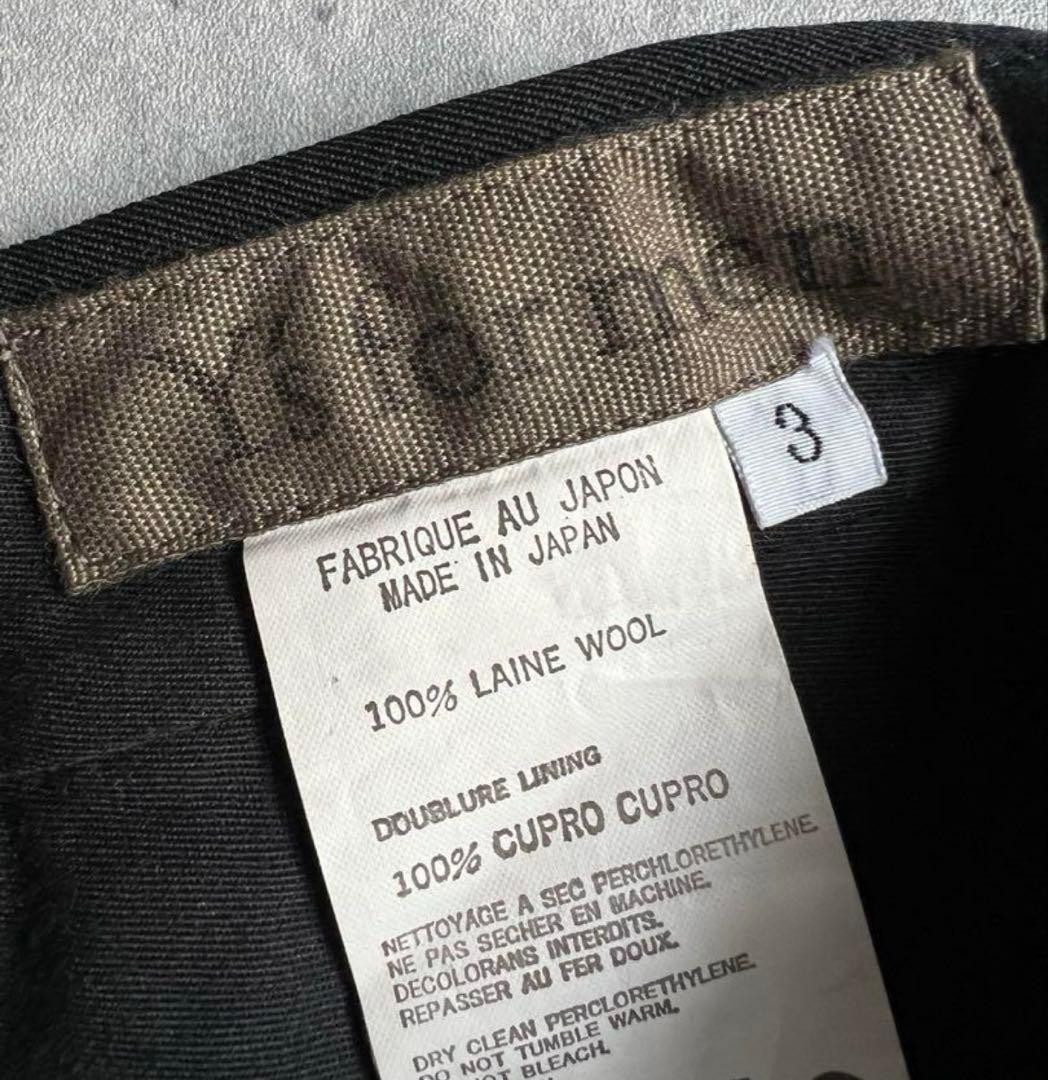 Y's for men
3
FABRIQUE AU JAPON
MADE IN JAPAN
100% LAINE WOOL
DOUBLURE LINING
100% CUPRO CUPRO
NETTOYAGE A SEC PERCHLORETHYLENE.
NE PAS SECHER EN MACHINE.
DECOLORANS INTERDITS.
REPASSER AU FER DOUX.
DRY CLEAN PERCLORETHYLENE.
DO NOT TUMBLE WARM.
NOT BLEACH.